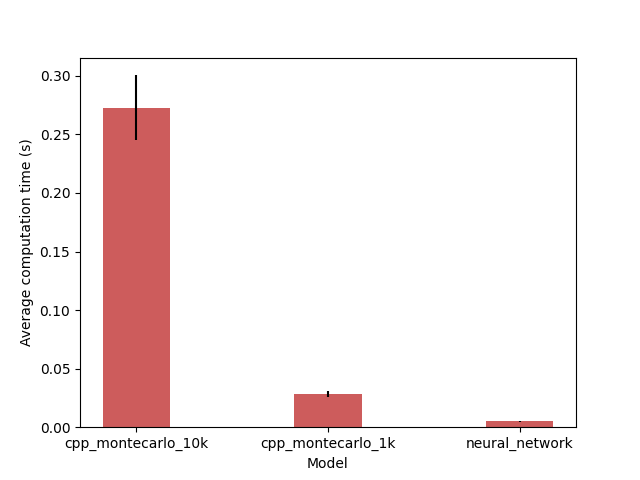 0.30
0.25
0.20
0.15
0.10
0.05
0.00
Average computation time (s)
cpp_montecarlo_10k
cpp_montecarlo_1k
neural_network
Model